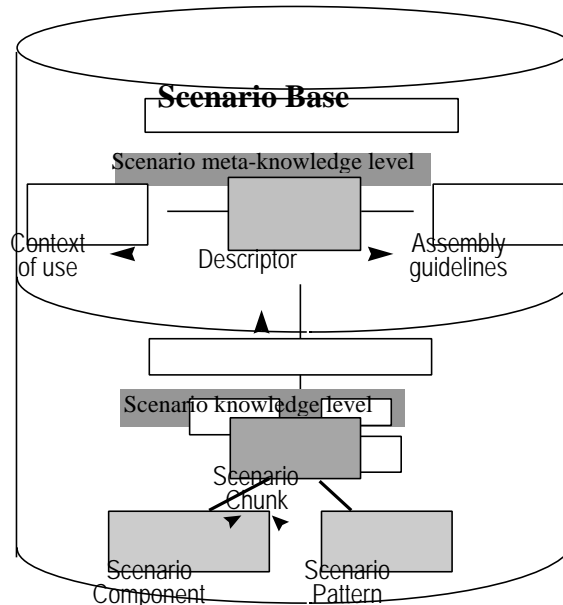 Scenario Base
Scenario meta-knowledge level
Context
of use
Descriptor
Assembly
guidelines
Scenario knowledge level
Scenario
Chunk
Scenario
Component
Scenario
Pattern